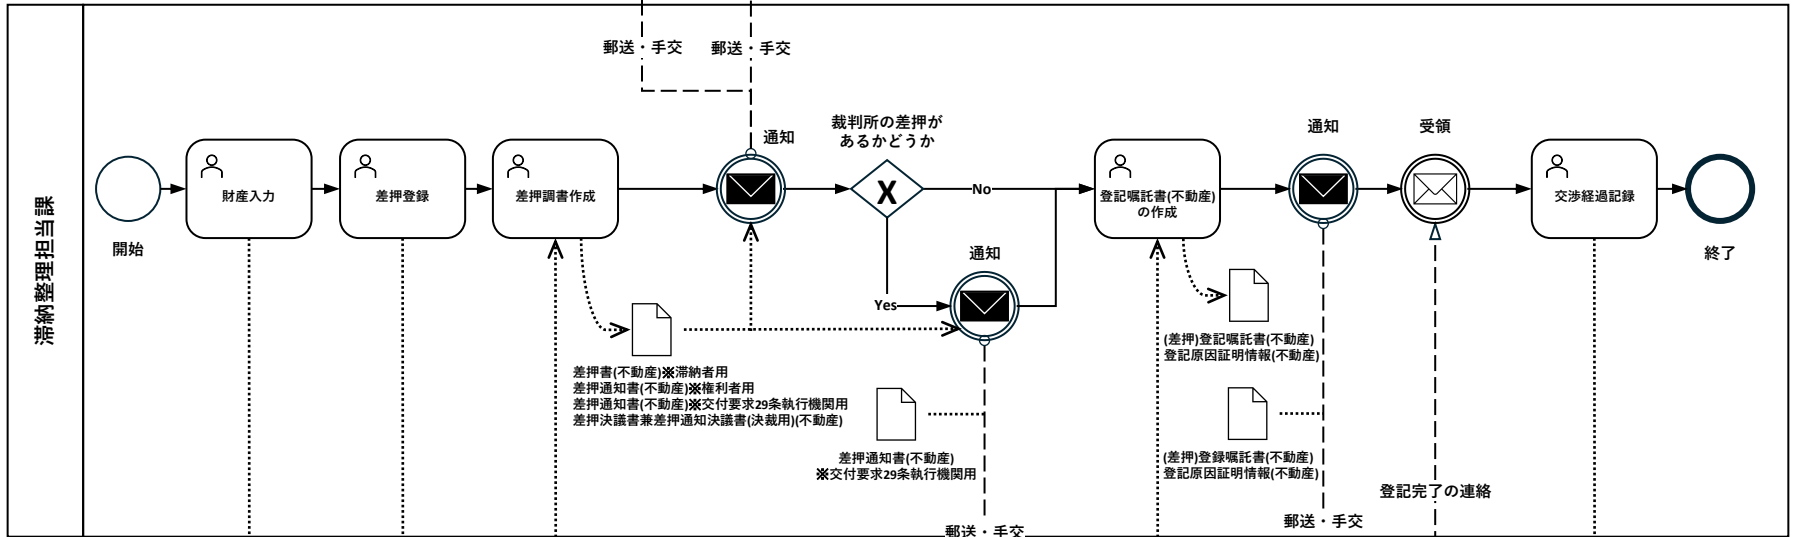 滞納整理担当課
郵送・手交
郵送・手交
開始
財産入力
差押登録
差押調書作成
通知
裁判所の差押が
あるかどうか
X
No
Yes
通知
登記嘱託書(不動産)
の作成
通知
受領
交渉経過記録
終了
差押書(不動産)※滞納者用
差押通知書(不動産)※権利者用
差押通知書(不動産)※交付要求29条執行機関用
差押決議書兼差押通知決議書(決裁用)(不動産)
差押通知書(不動産)
※交付要求29条執行機関用
郵送・手交
(差押)登記嘱託書(不動産)
登記原因証明情報(不動産)
(差押)登録嘱託書(不動産)
登記原因証明情報(不動産)
郵送・手交
登記完了の連絡